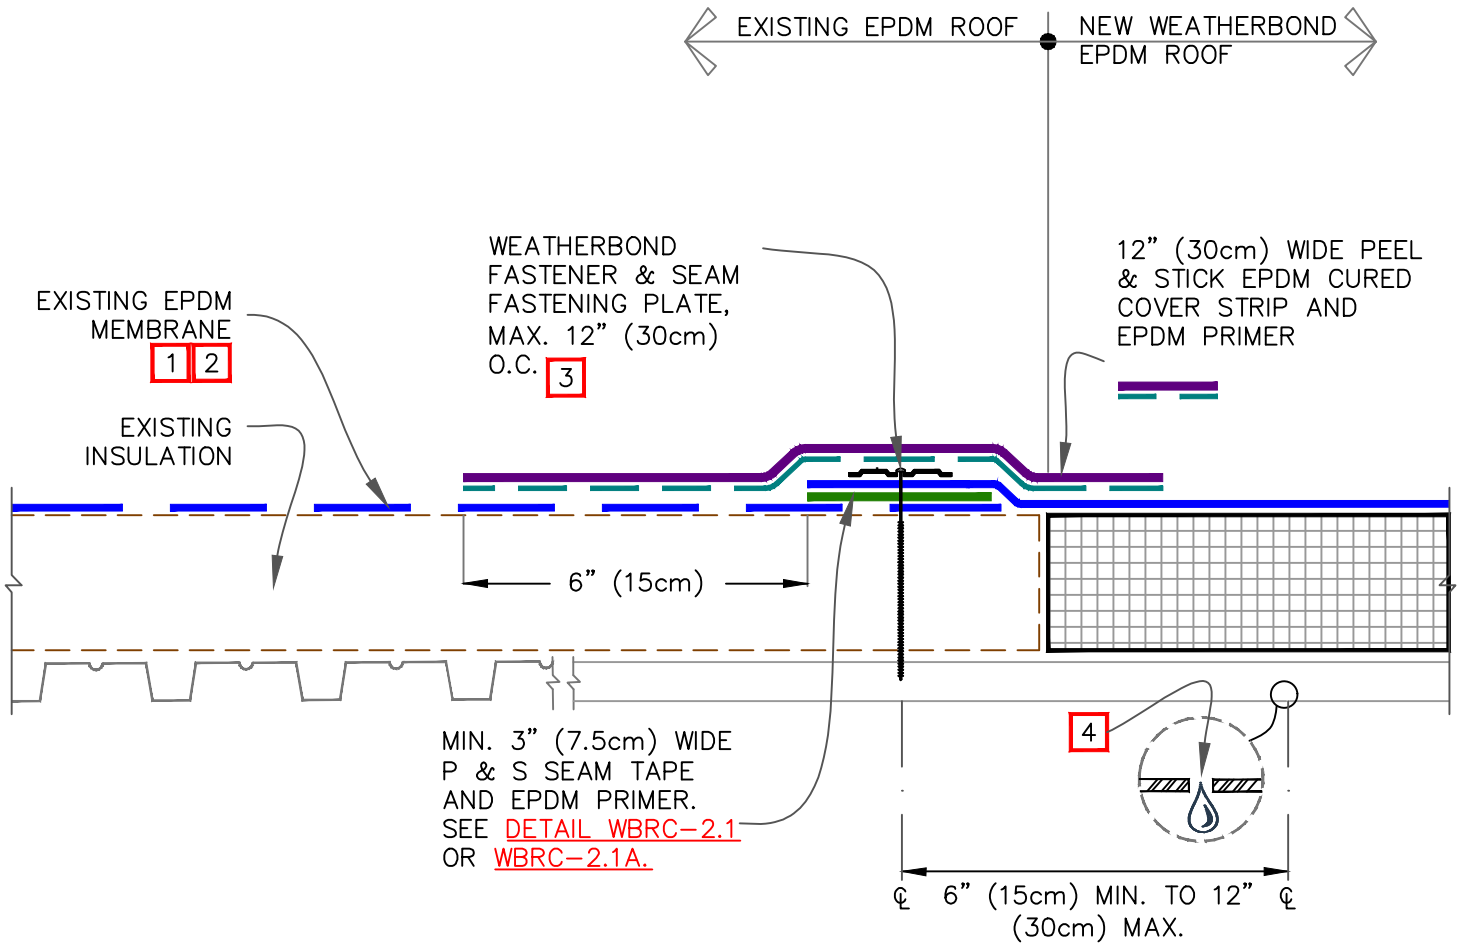 EXISTING EPDM ROOF
NEW WEATHERBOND
EPDM ROOF
WEATHERBOND
FASTENER & SEAM
FASTENING PLATE,
MAX. 12" (30cm)
O.C. 3
12" (30cm) WIDE PEEL
& STICK EPDM CURED
COVER STRIP AND
EPDM PRIMER
EXISTING EPDM
MEMBRANE
1 2
EXISTING
INSULATION
6" (15cm)
MIN. 3" (7.5cm) WIDE
P & S SEAM TAPE
AND EPDM PRIMER.
SEE DETAIL WBRC-2.1
OR WBRC-2.1A.
4
℄ 6" (15cm) MIN. TO 12" ℄
(30cm) MAX.